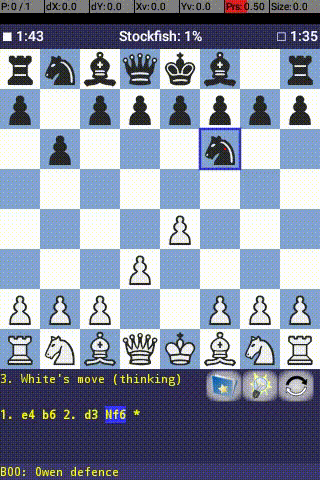 P:0 / 1 dX:0.0 dY:0.0 Xv:0.0 Yv:0.0 Prs:0.50 Size:0.0
1:43 Stockfish: 1% 1:35
3. White's move (thinking)
1. e4 b6 2. d3 Nf6 *
B00: Owen defence